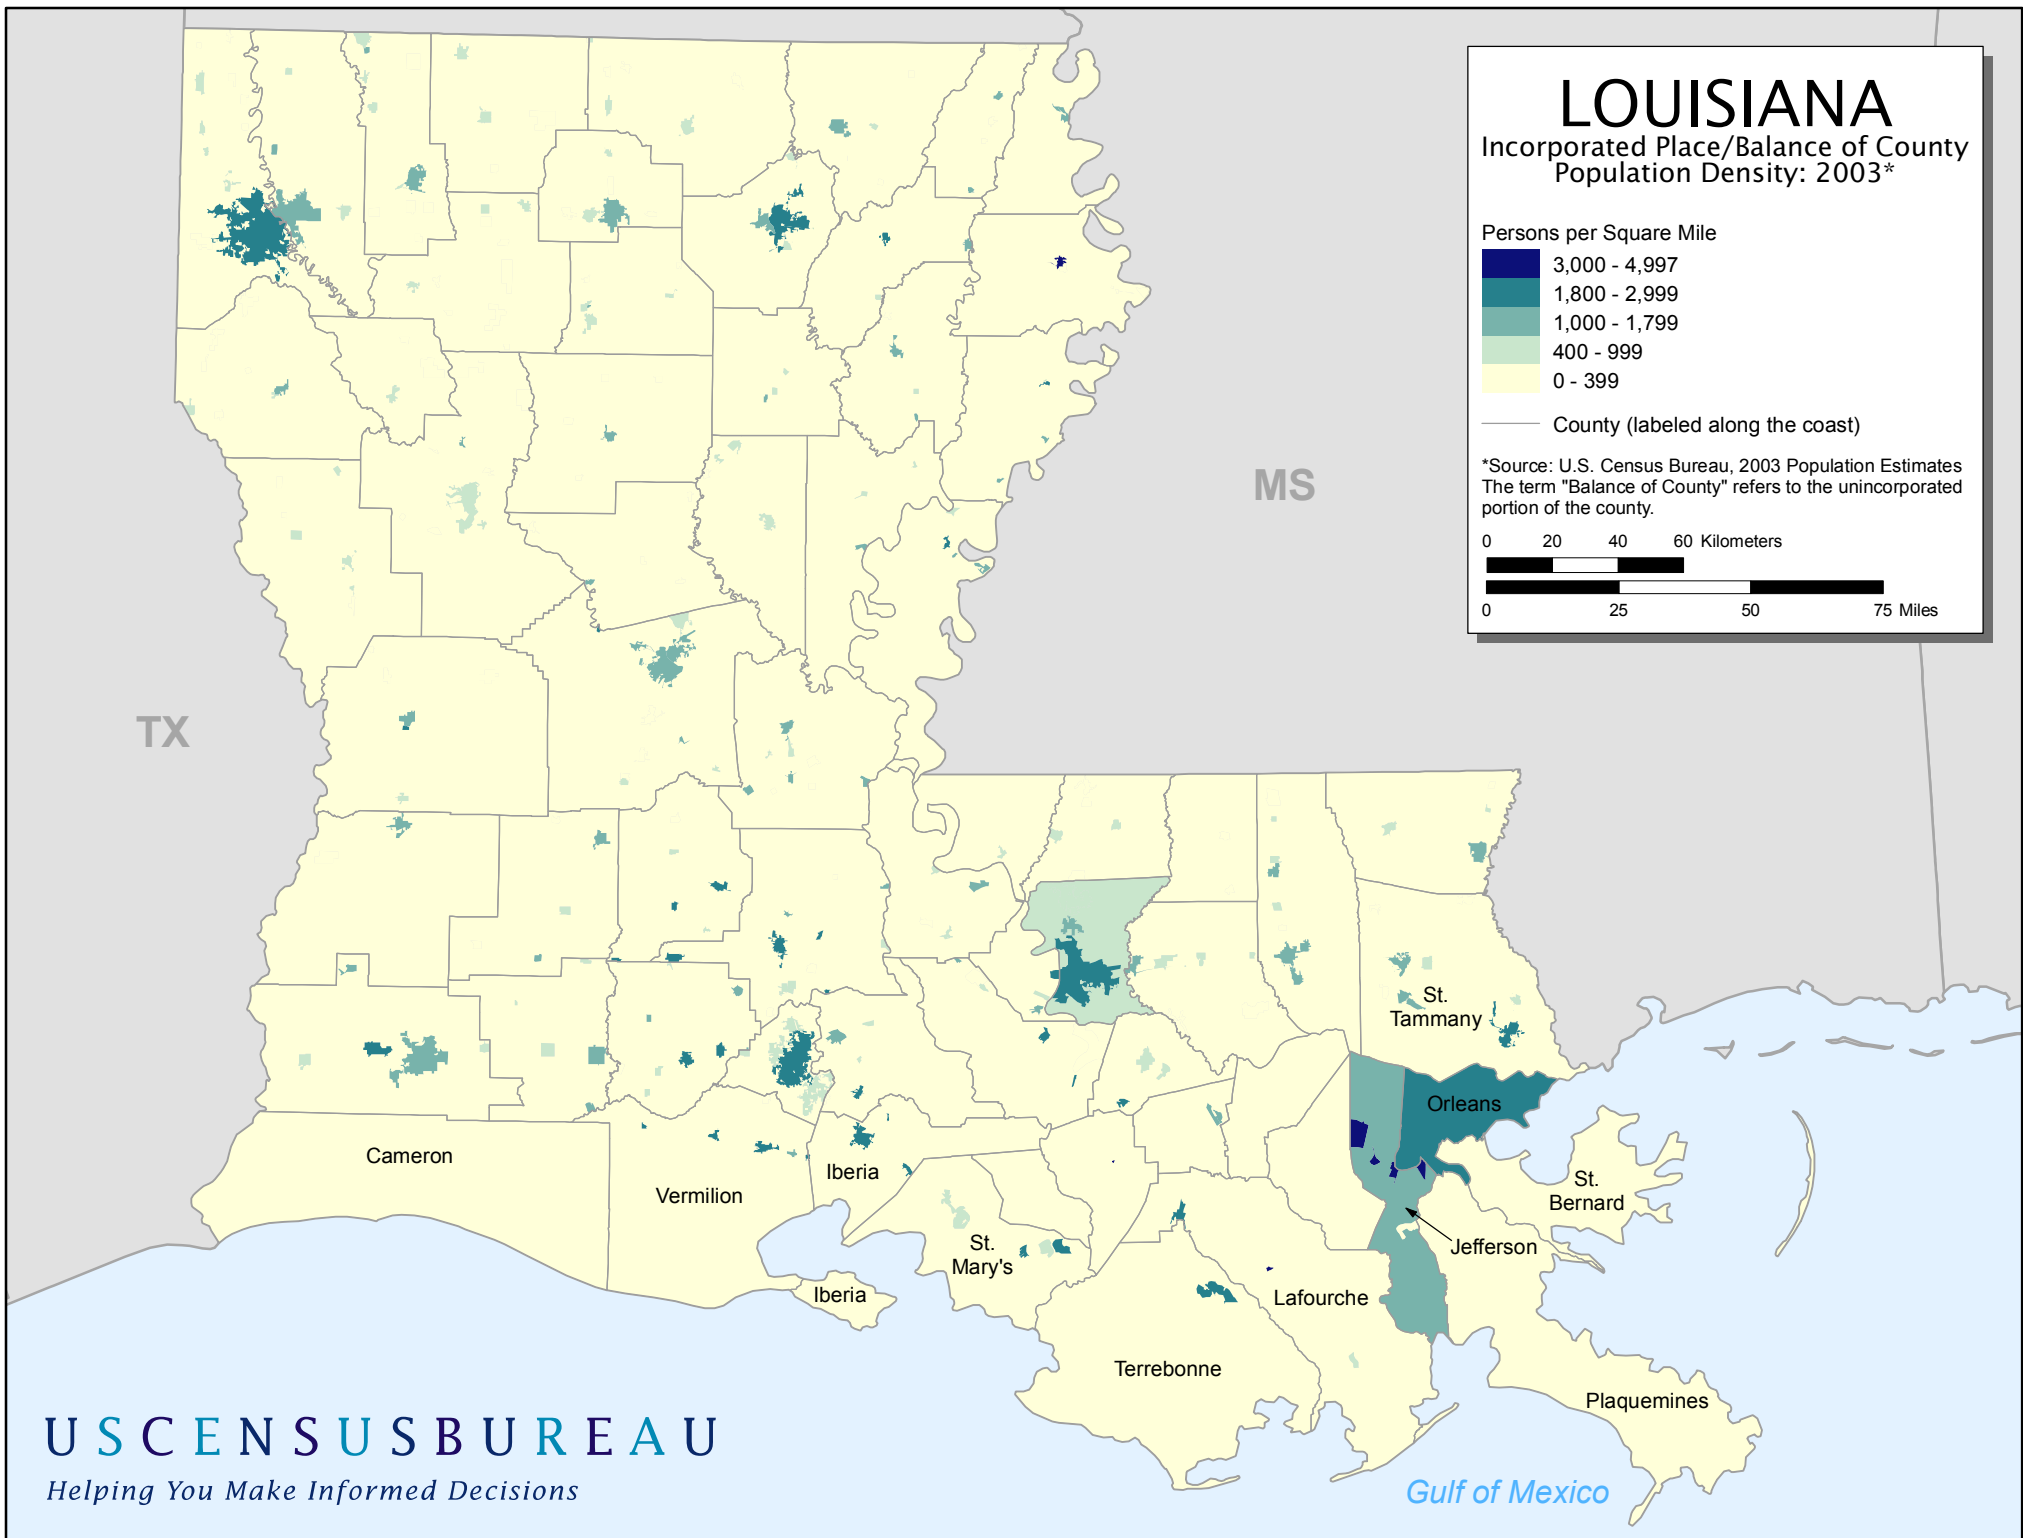 LOUISIANA
Incorporated Place/Balance of County
Population Density: 2003*
Persons per Square Mile
3,000 - 4,997
1,800 - 2,999
1,000 - 1,799
400 - 999
0 - 399
County (labeled along the coast)
*Source: U.S. Census Bureau, 2003 Population Estimates
The term "Balance of County" refers to the unincorporated
portion of the county.
0 20 40 60 Kilometers
0 25 50 75 Miles
MS
TX
St.
Tammany
Orleans
Cameron
Vermilion
Iberia
St.
Bernard
St.
Mary's
Jefferson
Iberia
Lafourche
Terrebonne
Plaquemines
USCENSUSBUREAU
Helping You Make Informed Decisions
Gulf of Mexico